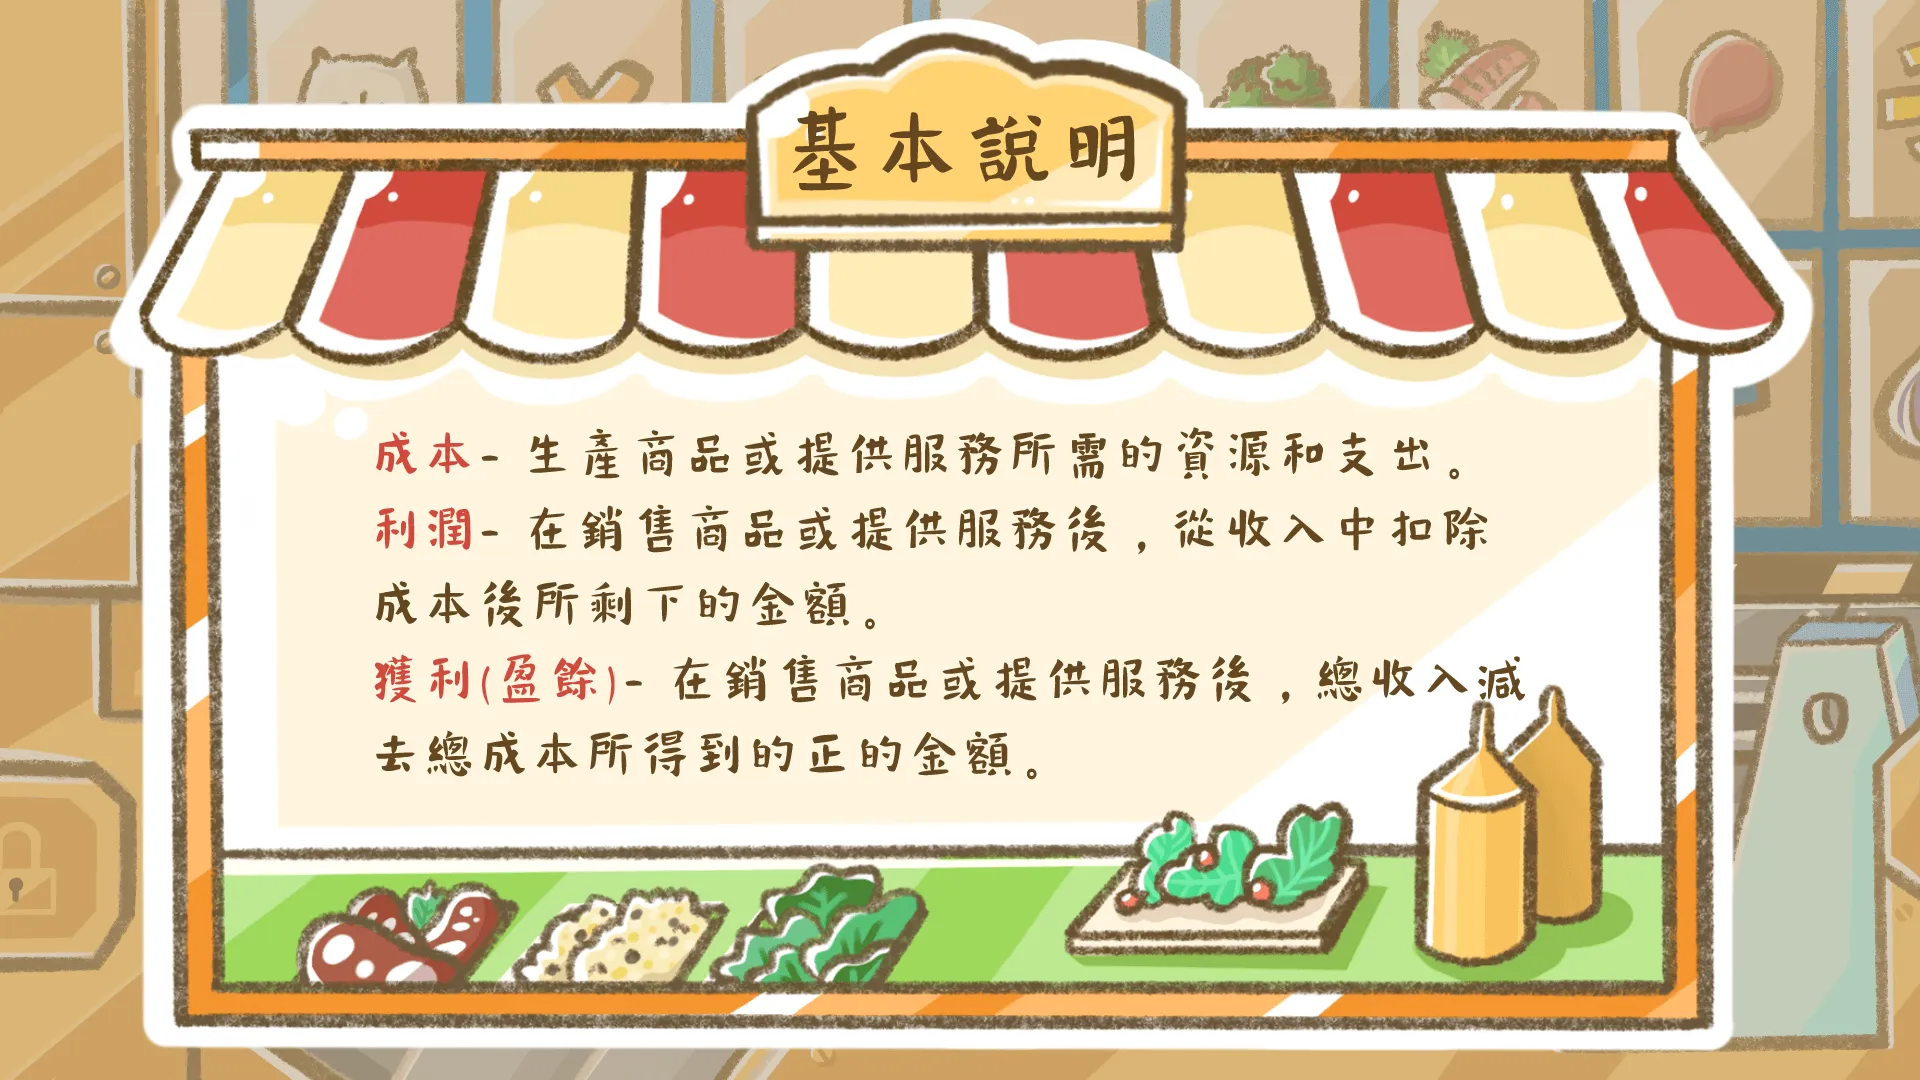 基本說明
成本- 生產商品或提供服務所需的資源和支出。
利潤- 在銷售商品或提供服務後，從收入中扣除
成本後所剩下的金額。
獲利(盈餘)- 在銷售商品或提供服務後，總收入減
去總成本所得到的正的金額。